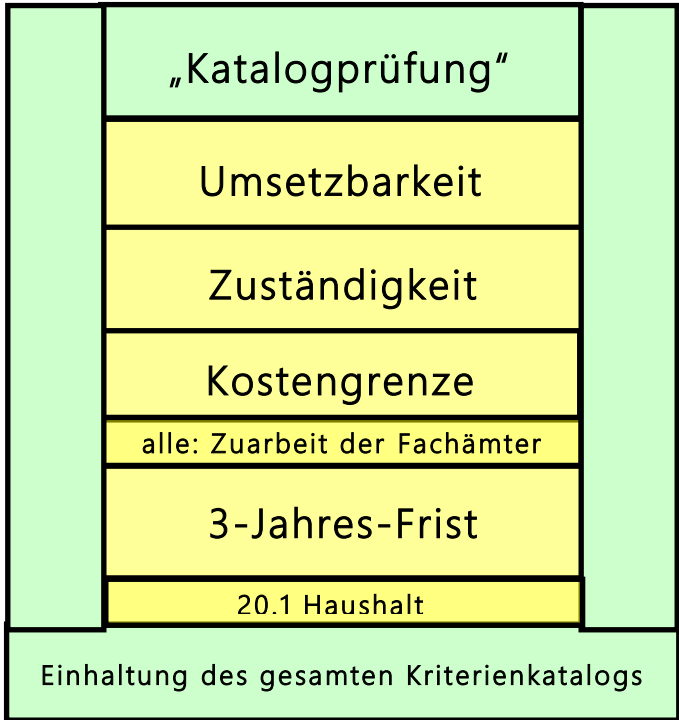 „Katalogprüfung“
Umsetzbarkeit
Zuständigkeit
Kostengrenze
alle: Zuarbeit der Fachämter
3-Jahres-Frist
20.1 Haushalt
Einhaltung des gesamten Kriterienkatalogs